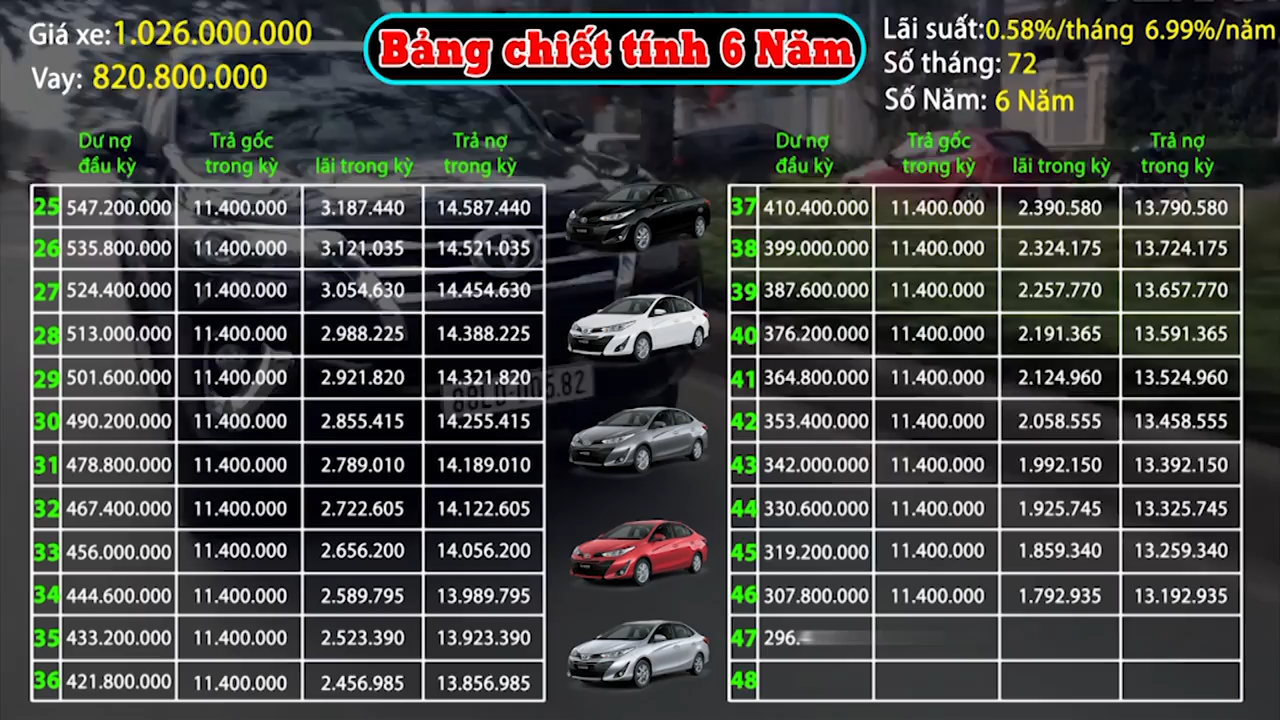 Giá xe:1.026.000.000
Vay: 820.800.000
Bảng chiết tính 6 Năm
Lãi suất:0.58%/tháng 6.99%/năm
Số tháng: 72
Số Năm: 6 Năm
Dư nợ đầu kỳ Trả gốc trong kỳ lãi trong kỳ Trả nợ trong kỳ
25 547.200.000 11.400.000 3.187.440 14.587.440
26 535.800.000 11.400.000 3.121.035 14.521.035
27 524.400.000 11.400.000 3.054.630 14.454.630
28 513.000.000 11.400.000 2.988.225 14.388.225
29 501.600.000 11.400.000 2.921.820 14.321.820
30 490.200.000 11.400.000 2.855.415 14.255.415
31 478.800.000 11.400.000 2.789.010 14.189.010
32 467.400.000 11.400.000 2.722.605 14.122.605
33 456.000.000 11.400.000 2.656.200 14.056.200
34 444.600.000 11.400.000 2.589.795 13.989.795
35 433.200.000 11.400.000 2.523.390 13.923.390
36 421.800.000 11.400.000 2.456.985 13.856.985
Dư nợ đầu kỳ Trả gốc trong kỳ lãi trong kỳ Trả nợ trong kỳ
37 410.400.000 11.400.000 2.390.580 13.790.580
38 399.000.000 11.400.000 2.324.175 13.724.175
39 387.600.000 11.400.000 2.257.770 13.657.770
40 376.200.000 11.400.000 2.191.365 13.591.365
41 364.800.000 11.400.000 2.124.960 13.524.960
42 353.400.000 11.400.000 2.058.555 13.458.555
43 342.000.000 11.400.000 1.992.150 13.392.150
44 330.600.000 11.400.000 1.925.745 13.325.745
45 319.200.000 11.400.000 1.859.340 13.259.340
46 307.800.000 11.400.000 1.792.935 13.192.935
47 296.
48